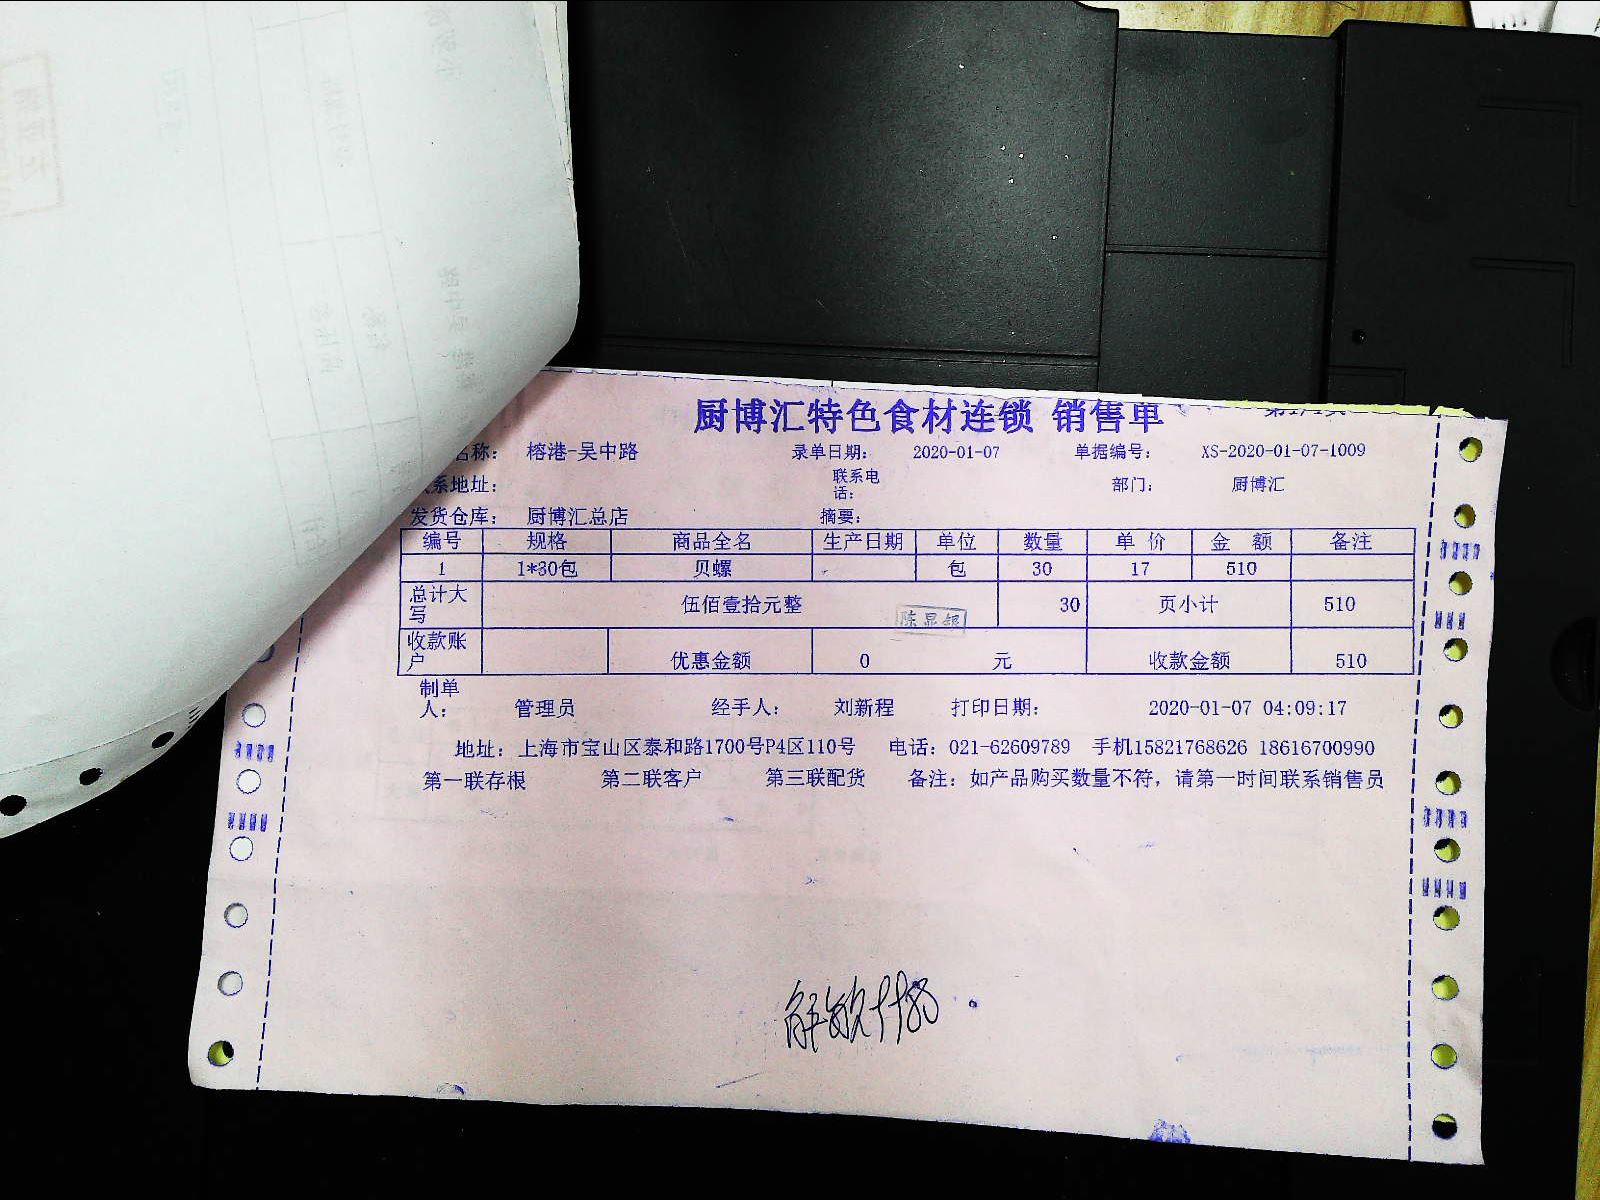 厨博汇特色食材连锁 销售单
名称： 榕港-吴中路 录单日期： 2020-01-07 单据编号： XS-2020-01-07-1009
系地址： 联系电话： 部门： 厨博汇
发货仓库： 厨博汇总店 摘要：
编号 规格 商品全名 生产日期 单位 数量 单价 金额 备注
1 1*30包 贝螺 包 30 17 510
总计大写 伍佰壹拾元整 30 页小计 510
收款账户 优惠金额 0 元 收款金额 510
制单人： 管理员 经手人： 刘新程 打印日期： 2020-01-07 04:09:17
地址：上海市宝山区泰和路1700号P4区110号 电话：021-62609789 手机15821768626 18616700990
第一联存根 第二联客户 第三联配货 备注：如产品购买数量不符，请第一时间联系销售员